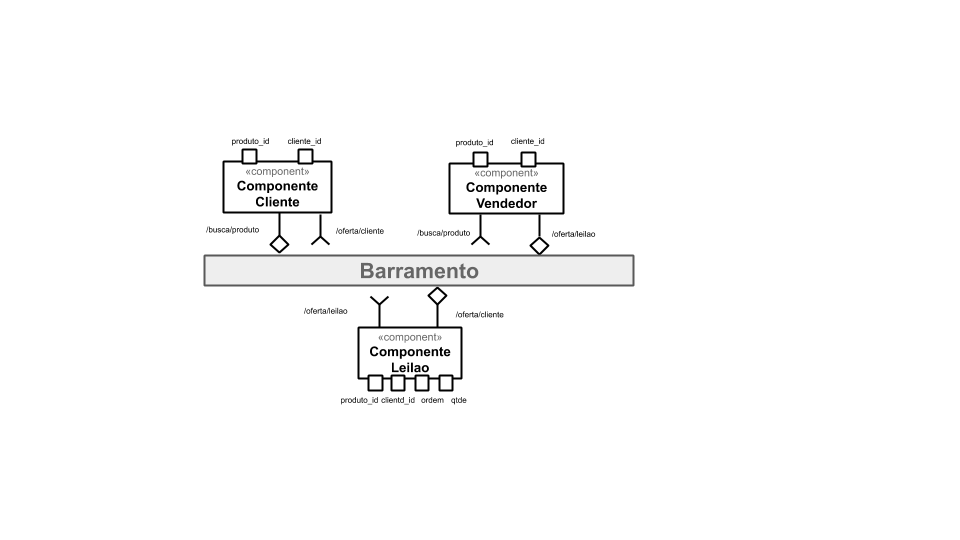 produto_id cliente_id
«component»
Componente
Cliente
produto_id cliente_id
«component»
Componente
Vendedor
/busca/produto
/oferta/cliente
/busca/produto
/oferta/leilao
Barramento
/oferta/leilao
/oferta/cliente
«component»
Componente
Leilao
produto_id clientd_id ordem qtde